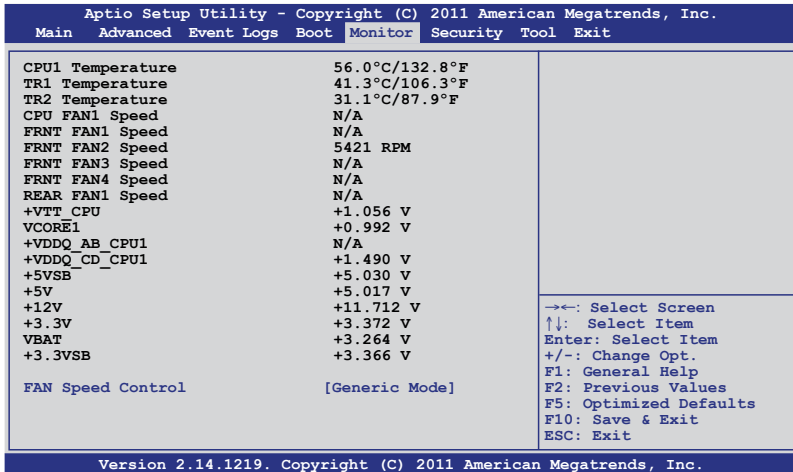 Aptio Setup Utility - Copyright (C) 2011 American Megatrends, Inc.
Main Advanced Event Logs Boot Monitor Security Tool Exit
CPU1 Temperature 56.0°C/132.8°F
TR1 Temperature 41.3°C/106.3°F
TR2 Temperature 31.1°C/87.9°F
CPU FAN1 Speed N/A
FRNT FAN1 Speed N/A
FRNT FAN2 Speed 5421 RPM
FRNT FAN3 Speed N/A
FRNT FAN4 Speed N/A
REAR FAN1 Speed N/A
+VTT_CPU +1.056 V
VCORE1 +0.992 V
+VDDQ_AB_CPU1 N/A
+VDDQ_CD_CPU1 +1.490 V
+5VSB +5.030 V
+5V +5.017 V
+12V +11.712 V
+3.3V +3.372 V
VBAT +3.264 V
+3.3VSB +3.366 V
FAN Speed Control [Generic Mode]
→←: Select Screen
↑↓: Select Item
Enter: Select Item
+/-: Change Opt.
F1: General Help
F2: Previous Values
F5: Optimized Defaults
F10: Save & Exit
ESC: Exit
Version 2.14.1219. Copyright (C) 2011 American Megatrends, Inc.